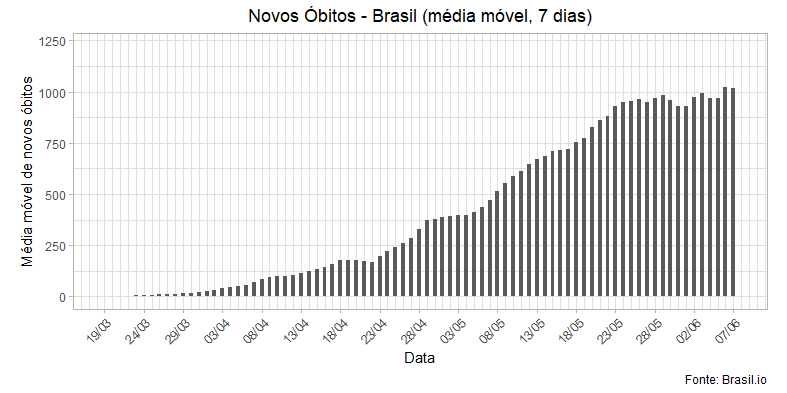 Novos Óbitos - Brasil (média móvel, 7 dias)
Média móvel de novos óbitos
1250
1000
750
500
250
0
19/03 24/03 29/03 03/04 08/04 13/04 18/04 23/04 28/04 03/05 08/05 13/05 18/05 23/05 28/05 02/06 07/06
Data
Fonte: Brasil.io